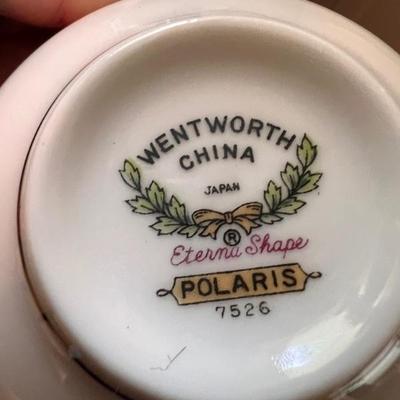 WENTWORTH
CHINA
JAPAN
®
Eterna Shape
POLARIS
7526